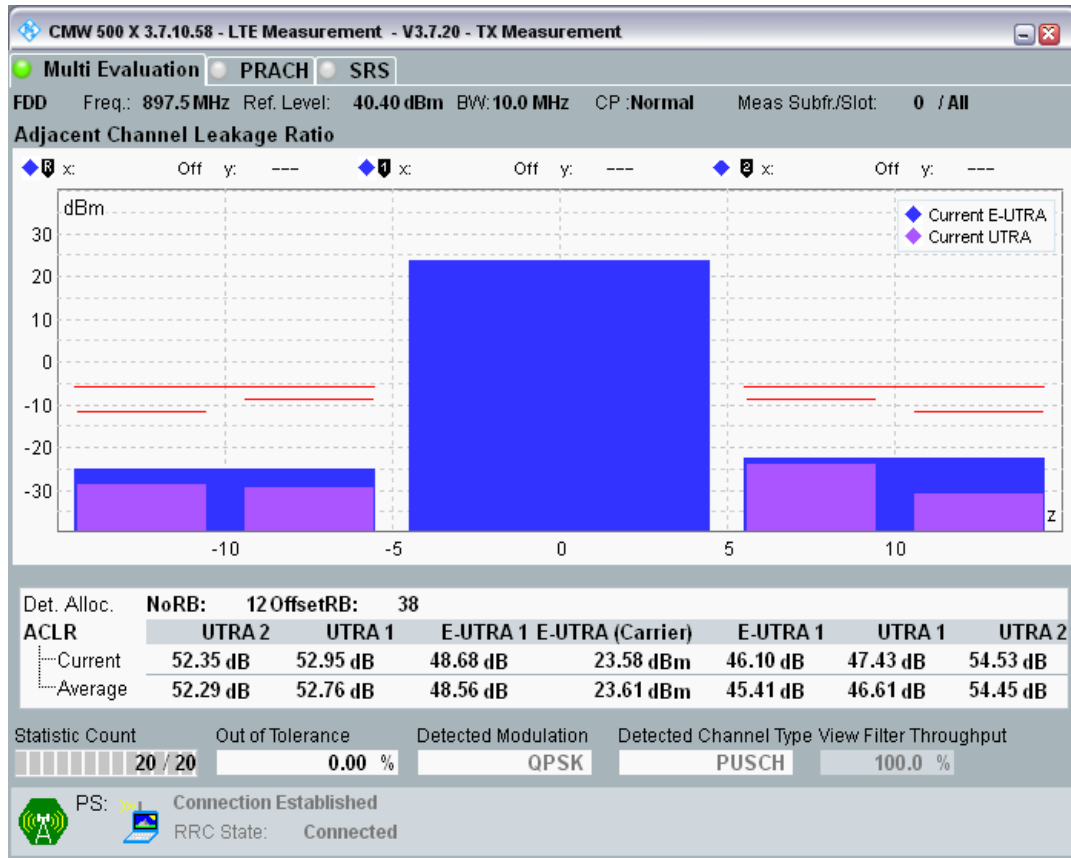 CMW 500 X 3.7.10.58 - LTE Measurement - V3.7.20 - TX Measurement
Multi Evaluation PRACH SRS
FDD Freq.: 897.5 MHz Ref. Level: 40.40 dBm BW: 10.0 MHz CP : Normal Meas Subfr./Slot: 0 / All
Adjacent Channel Leakage Ratio
R x: Off y: --- 1 x: Off y: --- 2 x: Off y: ---
dBm
Current E-UTRA
Current UTRA
30
20
10
0
-10
-20
-30
z
-10 -5 0 5 10
Det. Alloc. NoRB: 12 OffsetRB: 38
ACLR UTRA 2 UTRA 1 E-UTRA 1 E-UTRA (Carrier) E-UTRA 1 UTRA 1 UTRA 2
Current 52.35 dB 52.95 dB 48.68 dB 23.58 dBm 46.10 dB 47.43 dB 54.53 dB
Average 52.29 dB 52.76 dB 48.56 dB 23.61 dBm 45.41 dB 46.61 dB 54.45 dB
Statistic Count Out of Tolerance Detected Modulation Detected Channel Type View Filter Throughput
20 / 20 0.00 % QPSK PUSCH 100.0 %
PS: Connection Established
RRC State: Connected